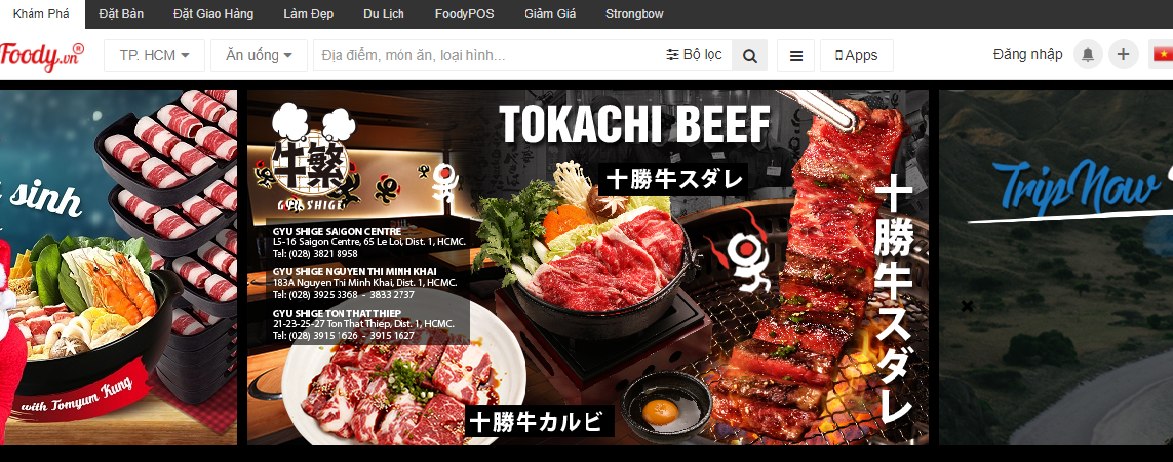 Khám Phá Đặt Bàn Đặt Giao Hàng Làm Đẹp Du Lịch FoodyPOS Giảm Giá Strongbow
Foody.vn®
TP. HCM Ăn uống Địa điểm, món ăn, loại hình... Bộ lọc Apps Đăng nhập
sinh
with Tomyum Kung
牛繁
GYU SHIGE
TOKACHI BEEF
十勝牛スダレ
GYU SHIGE SAIGON CENTRE
L5-16 Saigon Centre, 65 Le Loi, Dist. 1, HCMC.
Tel: (028) 3821 8958
GYU SHIGE NGUYEN THI MINH KHAI
183A Nguyen Thi Minh Khai, Dist. 1, HCMC.
Tel: (028) 3925 3368 - 3833 2737
GYU SHIGE TON THAT THIEP
21-23-25-27 Ton That Thiep, Dist. 1, HCMC.
Tel: (028) 3915 1626 - 3915 1627
十勝牛スダレ
十勝牛カルビ
TripNow